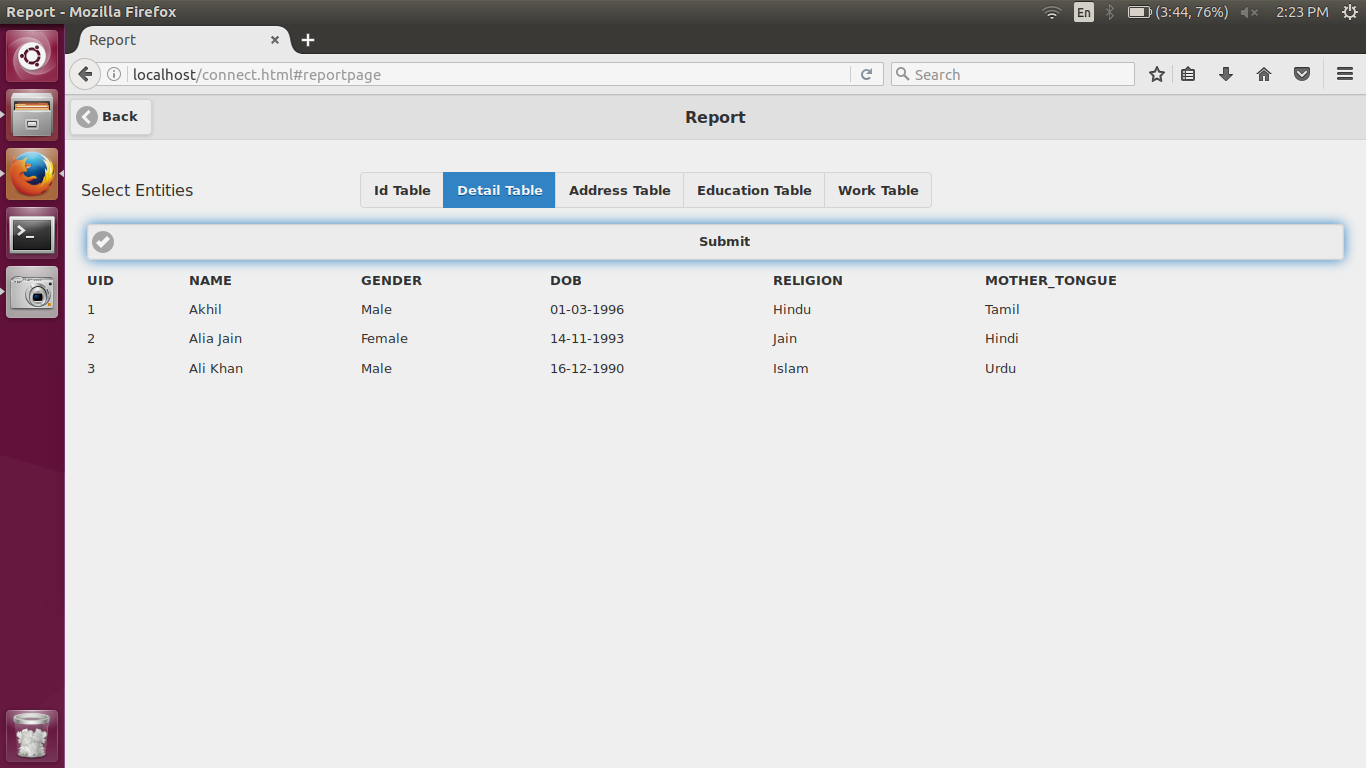 Report - Mozilla Firefox En (3:44, 76%) 2:23 PM
Report
localhost/connect.html#reportpage Search
Back Report
Select Entities Id Table Detail Table Address Table Education Table Work Table
Submit
UID NAME GENDER DOB RELIGION MOTHER_TONGUE
1 Akhil Male 01-03-1996 Hindu Tamil
2 Alia Jain Female 14-11-1993 Jain Hindi
3 Ali Khan Male 16-12-1990 Islam Urdu